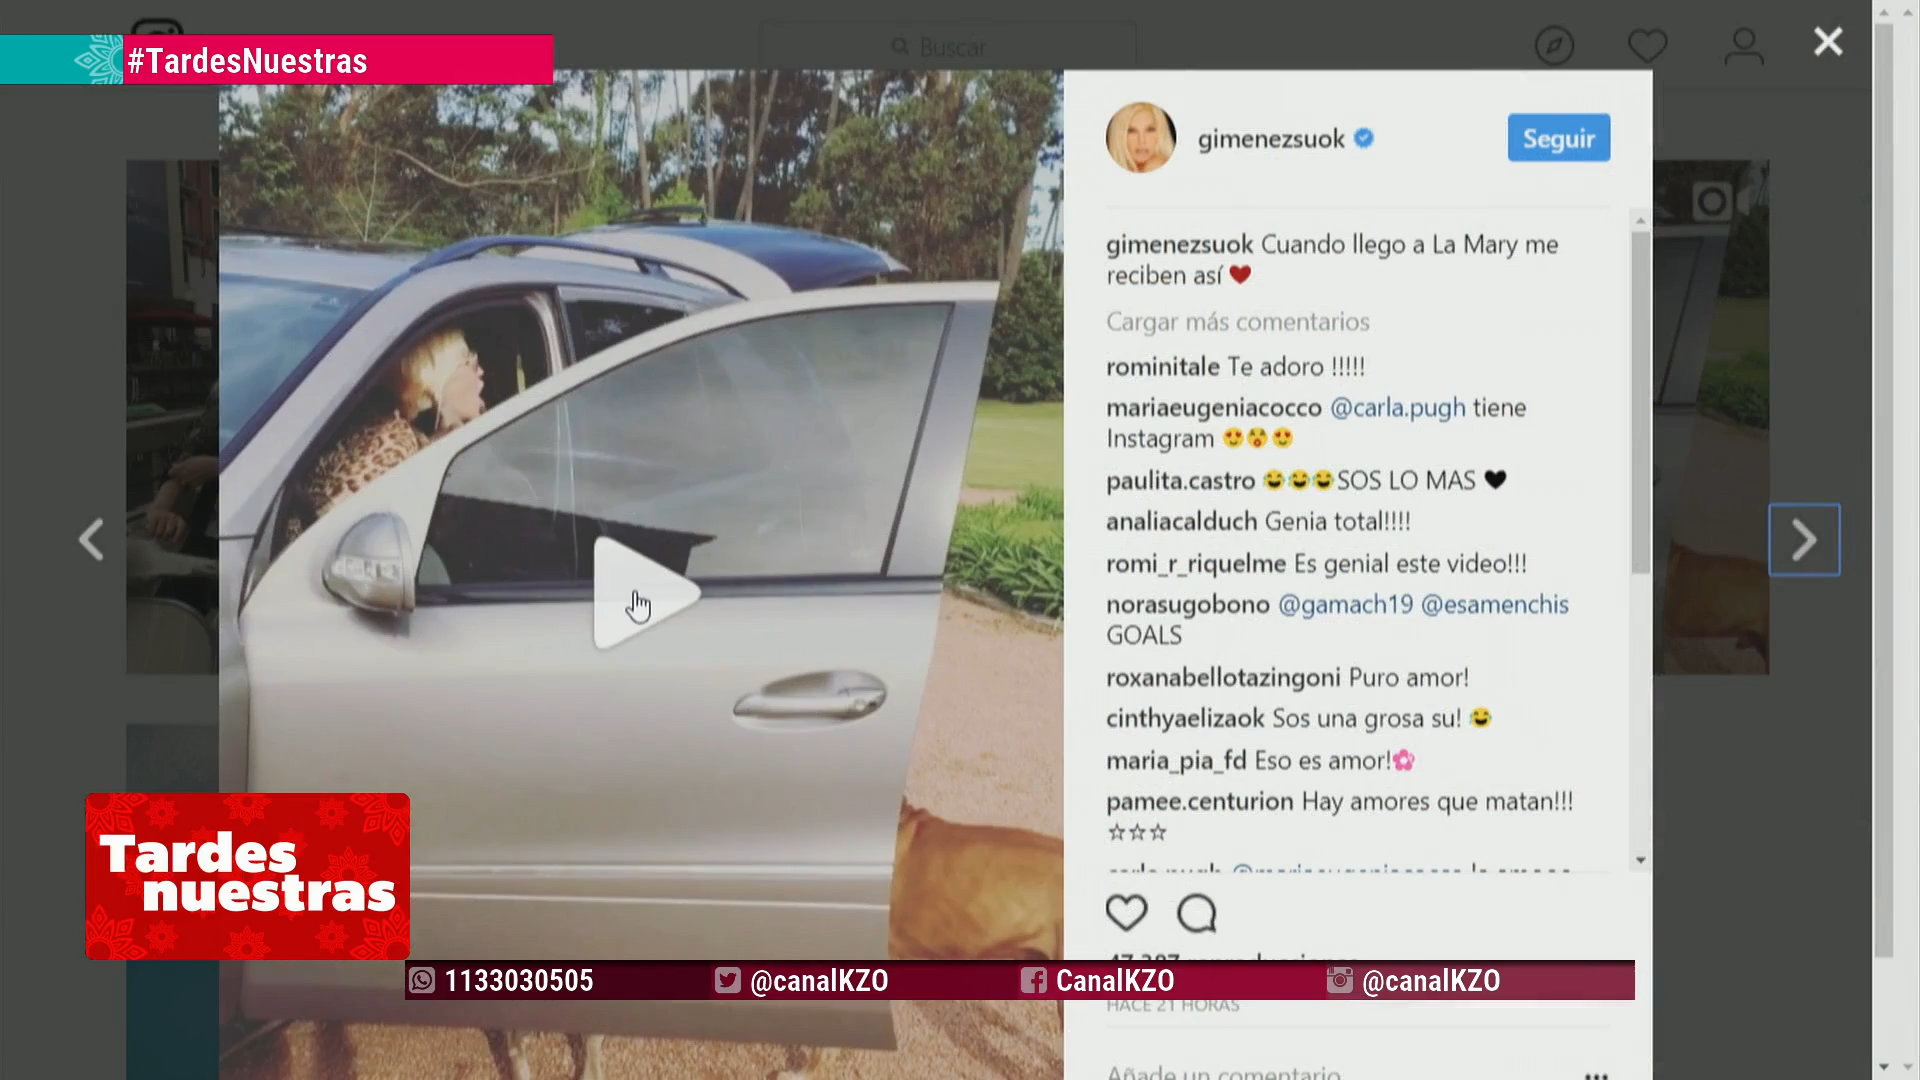 #TardesNuestras
Buscar
gimenezsuok
Seguir
gimenezsuok Cuando llego a La Mary me
reciben así ❤
Cargar más comentarios
rominitale Te adoro !!!!!
mariaeugeniacocco @carla.pugh tiene
Instagram 😍😲😍
paulita.castro 😂😂😂SOS LO MAS 🖤
analiacalduch Genia total!!!!
romi_r_riquelme Es genial este video!!!
norasugobono @gamach19 @esamenchis
GOALS
roxanabellotazingoni Puro amor!
cinthyaelizaok Sos una grosa su! 😂
maria_pia_fd Eso es amor!🌸
pamee.centurion Hay amores que matan!!!
☆☆☆
HACE 21 HORAS
Añade un comentario
Tardes
nuestras
1133030505
@canalKZO
CanalKZO
@canalKZO